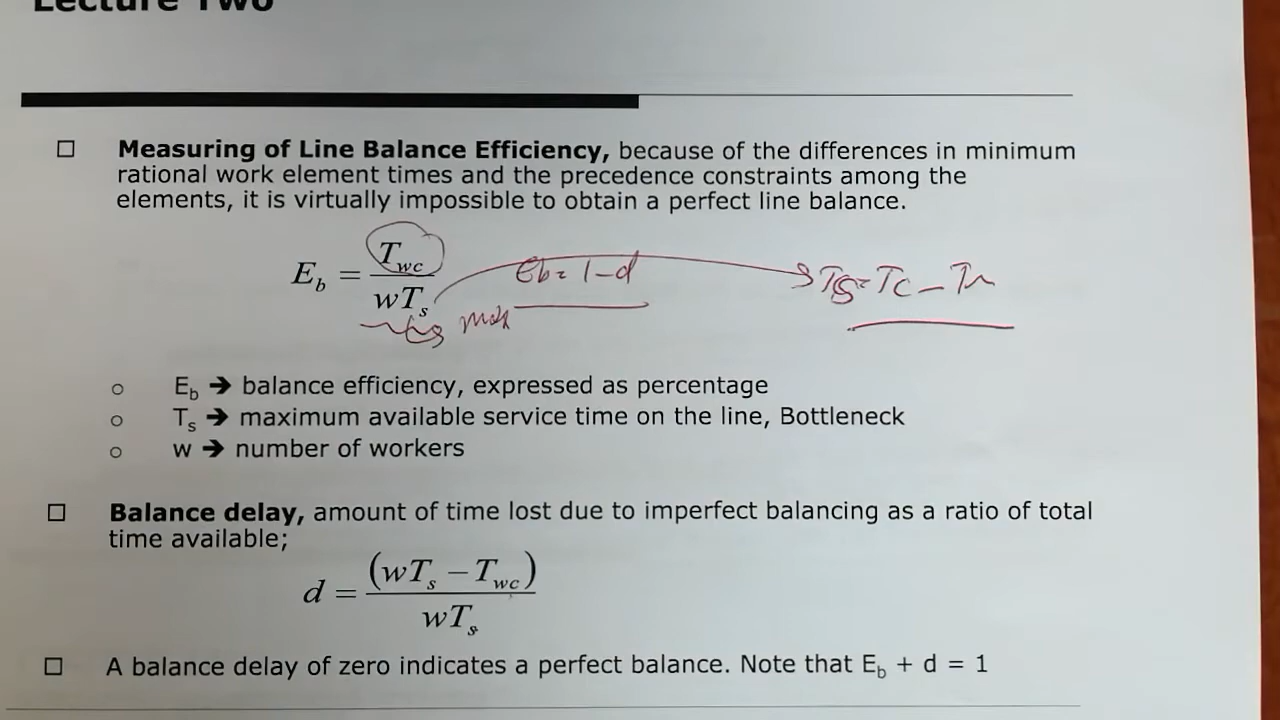 Lecture Two
□ Measuring of Line Balance Efficiency, because of the differences in minimum
rational work element times and the precedence constraints among the
elements, it is virtually impossible to obtain a perfect line balance.
E_b = T_wc / wT_s
Eb = 1 - d
Ts = Tc - Tr
max
○ E_b ➔ balance efficiency, expressed as percentage
○ T_s ➔ maximum available service time on the line, Bottleneck
○ w ➔ number of workers
□ Balance delay, amount of time lost due to imperfect balancing as a ratio of total
time available;
d = (wT_s - T_wc) / wT_s
□ A balance delay of zero indicates a perfect balance. Note that E_b + d = 1